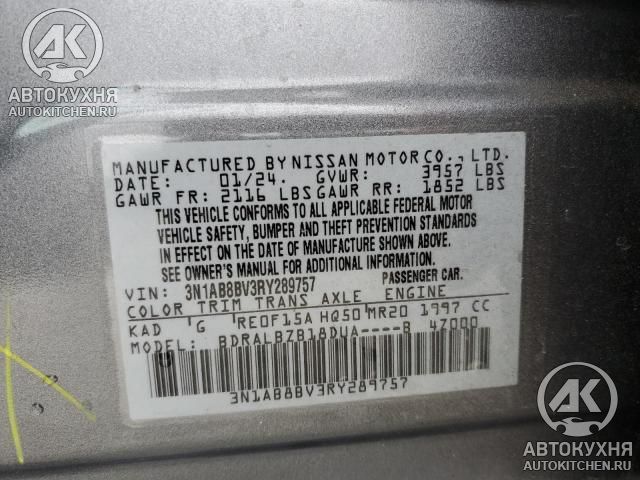 АВТОКУХНЯ
AUTOKITCHEN.RU
MANUFACTURED BY NISSAN MOTOR CO., LTD.
DATE: 01/24. GVWR: 3957 LBS
GAWR FR: 2116 LBS GAWR RR: 1852 LBS
THIS VEHICLE CONFORMS TO ALL APPLICABLE FEDERAL MOTOR
VEHICLE SAFETY, BUMPER AND THEFT PREVENTION STANDARDS
IN EFFECT ON THE DATE OF MANUFACTURE SHOWN ABOVE.
SEE OWNER'S MANUAL FOR ADDITIONAL INFORMATION.
VIN: 3N1AB8BV3RY289757 PASSENGER CAR.
COLOR TRIM TRANS AXLE ENGINE
KAD G RE0F15A HQ50 MR20 1997 CC
MODEL: BDRALBZB18DUA----B 4Z000
3N1AB8BV3RY289757
АК
АВТОКУХНЯ
AUTOKITCHEN.RU